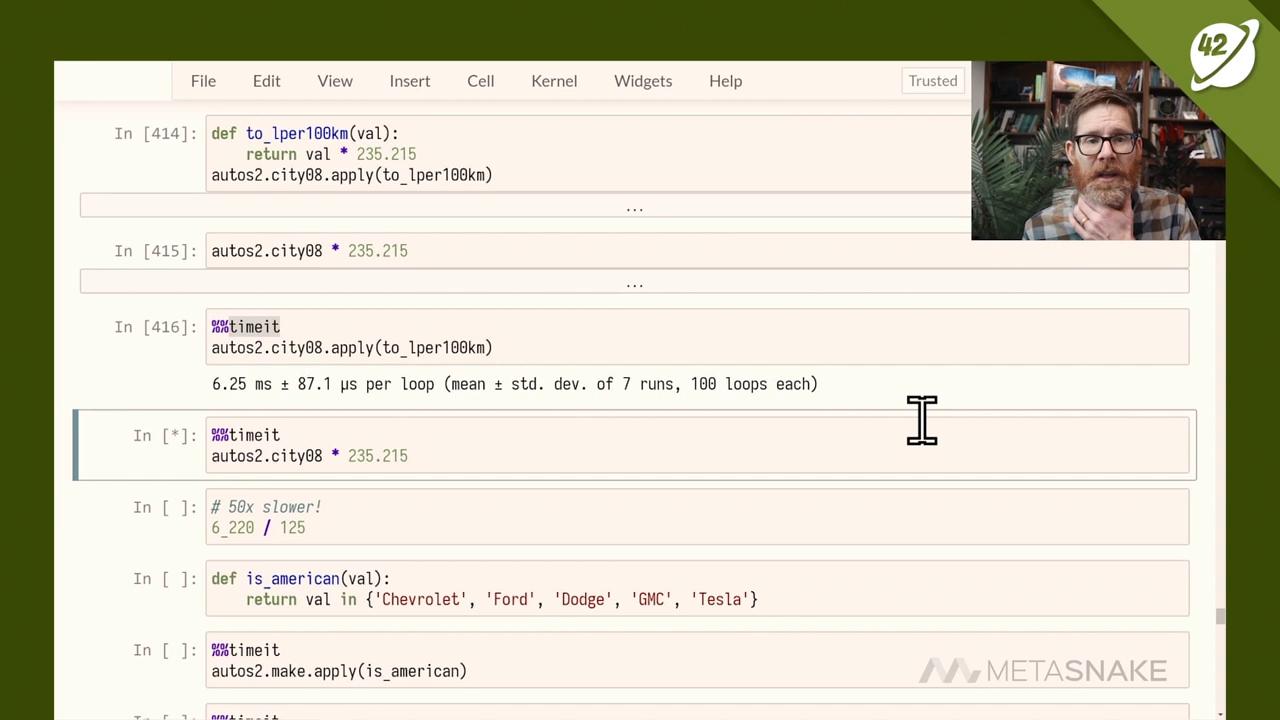 42
File Edit View Insert Cell Kernel Widgets Help Trusted
In [414]: def to_lper100km(val):
return val * 235.215
autos2.city08.apply(to_lper100km)
...
In [415]: autos2.city08 * 235.215
...
In [416]: %%timeit
autos2.city08.apply(to_lper100km)
6.25 ms ± 87.1 µs per loop (mean ± std. dev. of 7 runs, 100 loops each)
In [*]: %%timeit
autos2.city08 * 235.215
In [ ]: # 50x slower!
6_220 / 125
In [ ]: def is_american(val):
return val in {'Chevrolet', 'Ford', 'Dodge', 'GMC', 'Tesla'}
In [ ]: %%timeit
autos2.make.apply(is_american)
METASNAKE
In [ ]: %%timeit